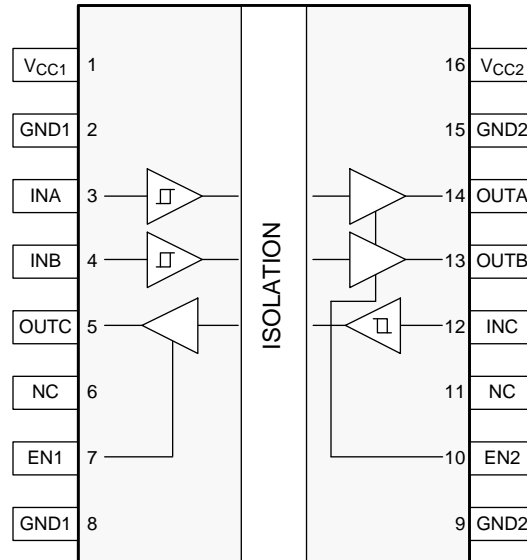 VCC1 1 16 VCC2
GND1 2 15 GND2
INA 3 14 OUTA
INB 4 13 OUTB
OUTC 5 12 INC
NC 6 11 NC
EN1 7 10 EN2
GND1 8 9 GND2
ISOLATION